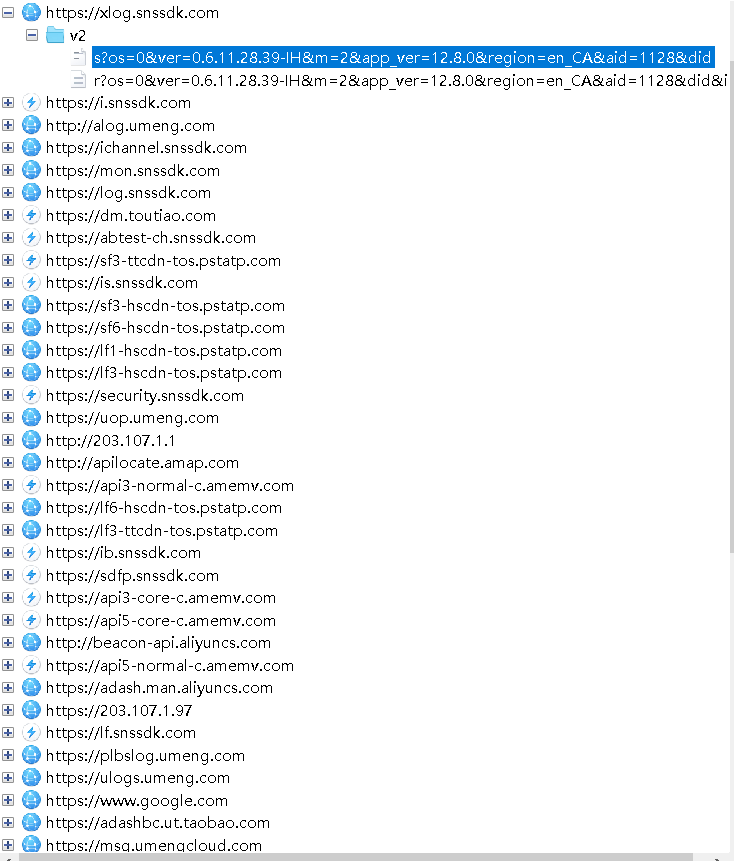 https://xlog.snssdk.com
v2
s?os=0&ver=0.6.11.28.39-IH&m=2&app_ver=12.8.0&region=en_CA&aid=1128&did
r?os=0&ver=0.6.11.28.39-IH&m=2&app_ver=12.8.0&region=en_CA&aid=1128&did&i
https://i.snssdk.com
http://alog.umeng.com
https://ichannel.snssdk.com
https://mon.snssdk.com
https://log.snssdk.com
https://dm.toutiao.com
https://abtest-ch.snssdk.com
https://sf3-ttcdn-tos.pstatp.com
https://is.snssdk.com
https://sf3-hscdn-tos.pstatp.com
https://sf6-hscdn-tos.pstatp.com
https://lf1-hscdn-tos.pstatp.com
https://lf3-hscdn-tos.pstatp.com
https://security.snssdk.com
https://uop.umeng.com
http://203.107.1.1
http://apilocate.amap.com
https://api3-normal-c.amemv.com
https://lf6-hscdn-tos.pstatp.com
https://lf3-ttcdn-tos.pstatp.com
https://ib.snssdk.com
https://sdfp.snssdk.com
https://api3-core-c.amemv.com
https://api5-core-c.amemv.com
http://beacon-api.aliyuncs.com
https://api5-normal-c.amemv.com
https://adash.man.aliyuncs.com
https://203.107.1.97
https://lf.snssdk.com
https://plbslog.umeng.com
https://ulogs.umeng.com
https://www.google.com
https://adashbc.ut.taobao.com
https://msg.umengcloud.com